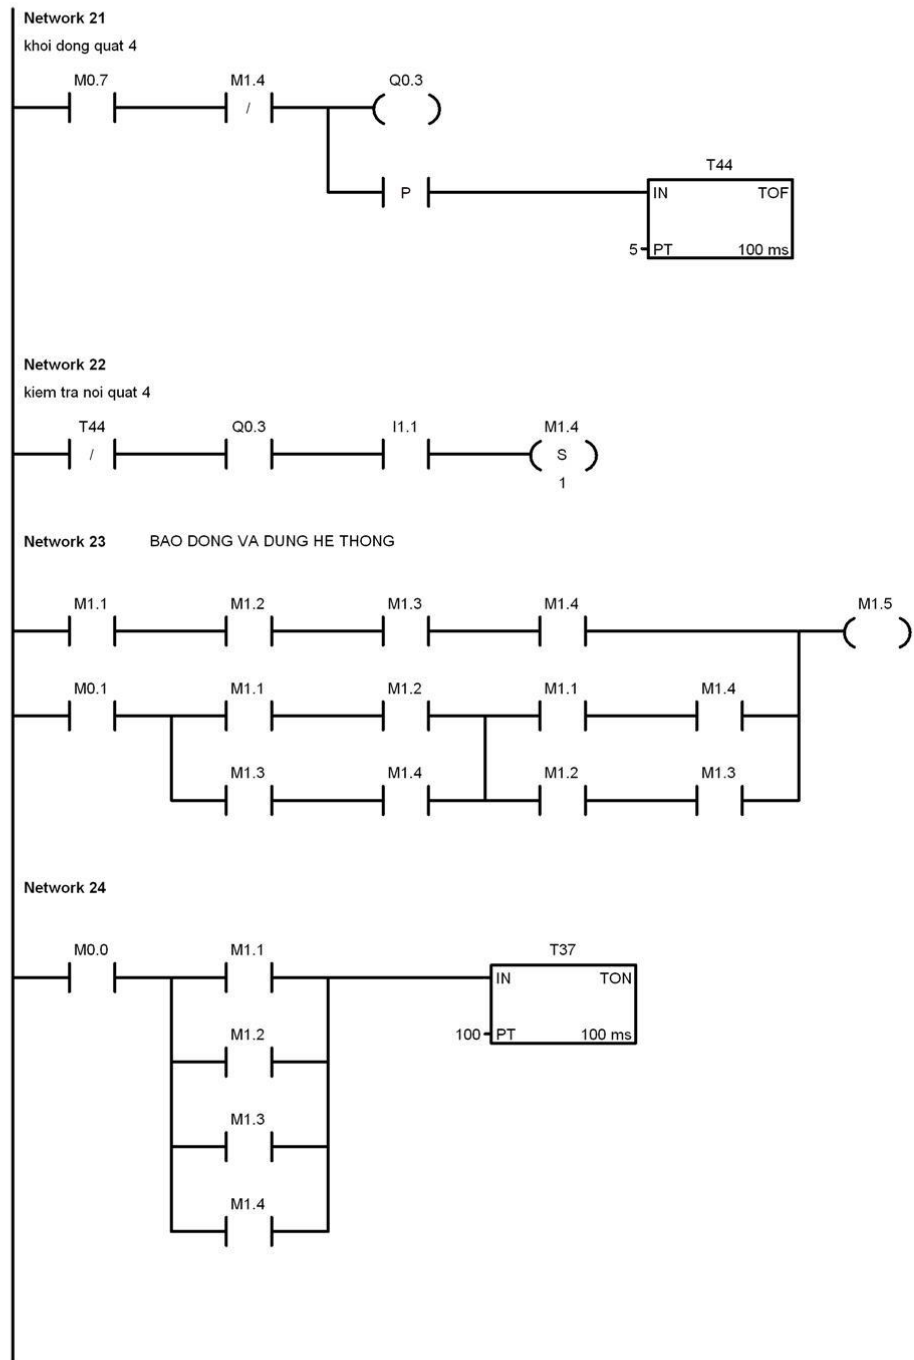 Network 21
khoi dong quat 4
M0.7 M1.4 Q0.3
/
T44
P IN TOF
5 PT 100 ms
Network 22
kiem tra noi quat 4
T44 Q0.3 I1.1 M1.4
/ S
1
Network 23 BAO DONG VA DUNG HE THONG
M1.1 M1.2 M1.3 M1.4 M1.5
M0.1 M1.1 M1.2 M1.1 M1.4
M1.3 M1.4 M1.2 M1.3
Network 24
M0.0 M1.1 T37
IN TON
M1.2
100 PT 100 ms
M1.3
M1.4